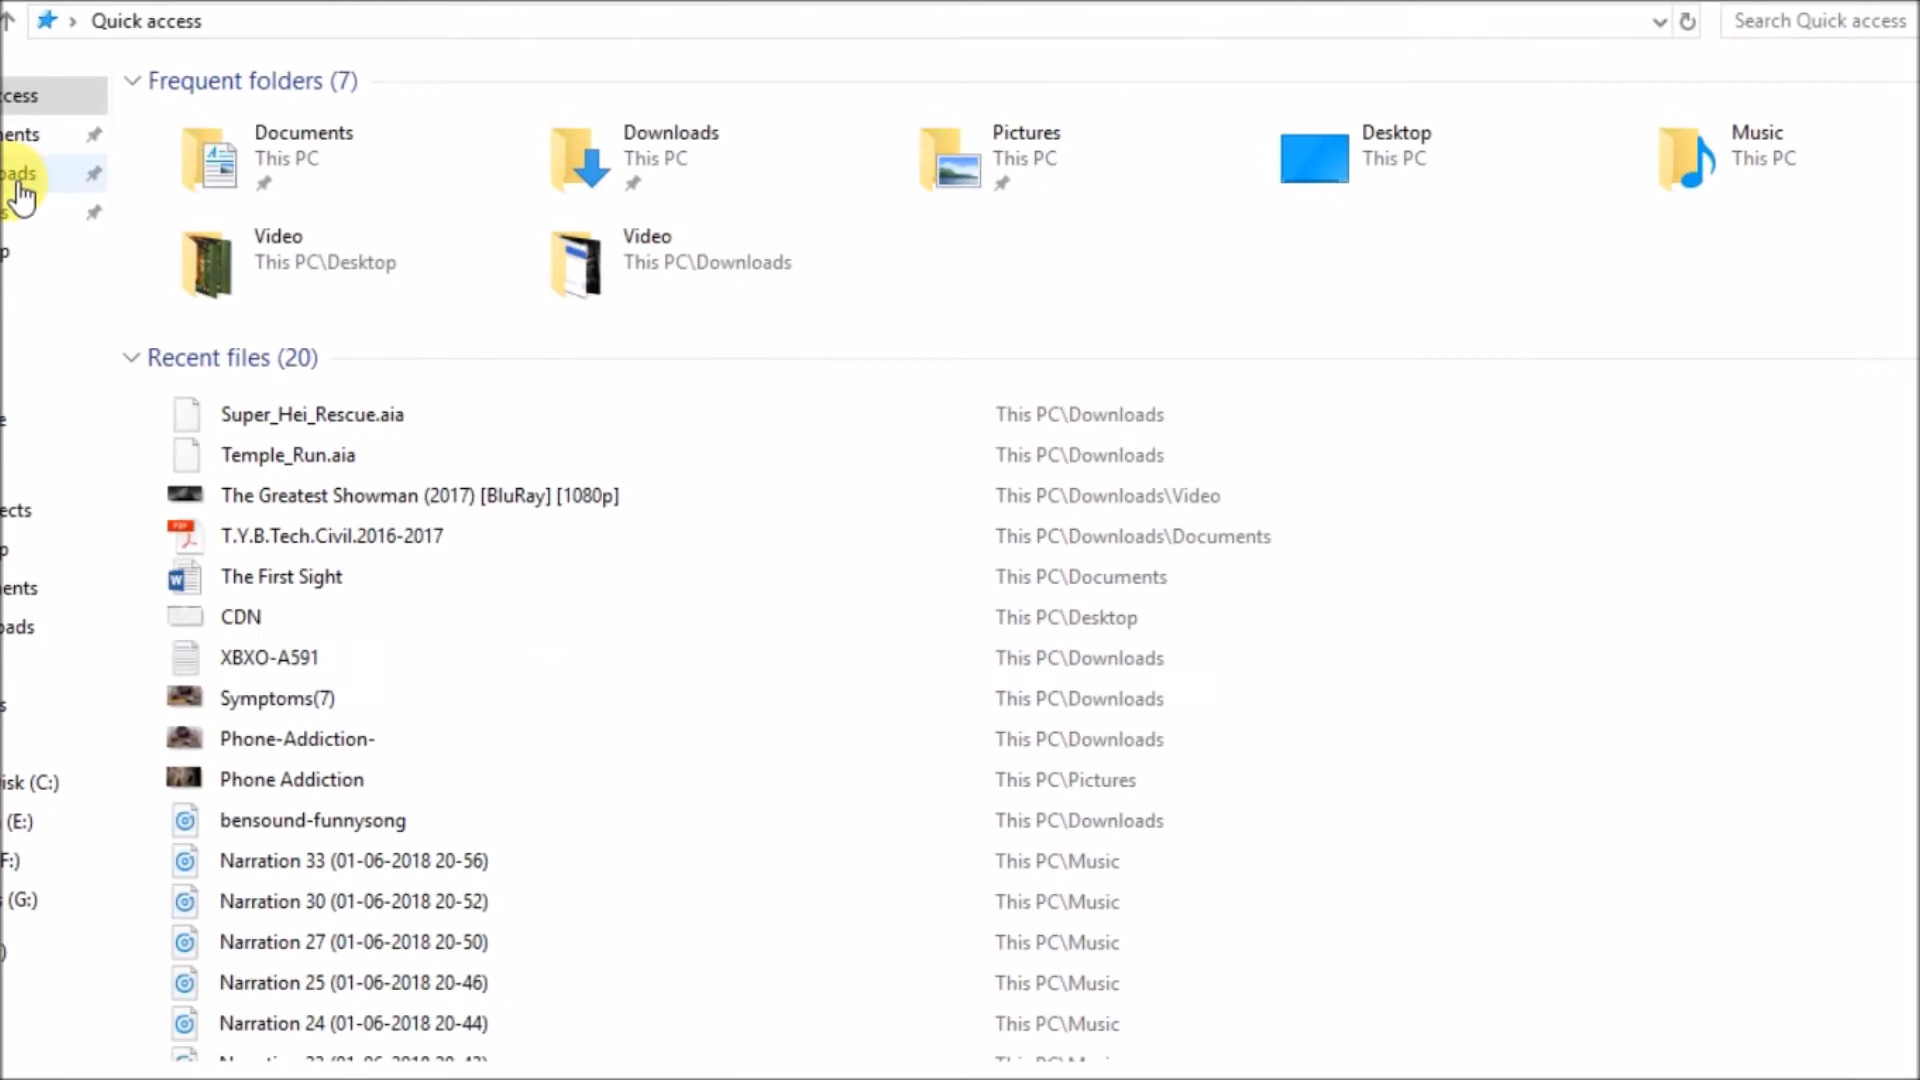 Quick access
Search Quick access
Frequent folders (7)
Documents
This PC
Downloads
This PC
Pictures
This PC
Desktop
This PC
Music
This PC
Video
This PC\Desktop
Video
This PC\Downloads
Recent files (20)
Super_Hei_Rescue.aia This PC\Downloads
Temple_Run.aia This PC\Downloads
The Greatest Showman (2017) [BluRay] [1080p] This PC\Downloads\Video
T.Y.B.Tech.Civil.2016-2017 This PC\Downloads\Documents
The First Sight This PC\Documents
CDN This PC\Desktop
XBXO-A591 This PC\Downloads
Symptoms(7) This PC\Downloads
Phone-Addiction- This PC\Downloads
Phone Addiction This PC\Pictures
bensound-funnysong This PC\Downloads
Narration 33 (01-06-2018 20-56) This PC\Music
Narration 30 (01-06-2018 20-52) This PC\Music
Narration 27 (01-06-2018 20-50) This PC\Music
Narration 25 (01-06-2018 20-46) This PC\Music
Narration 24 (01-06-2018 20-44) This PC\Music
cess
ents
oads
s
p
e
ects
p
ents
oads
s
isk (C:)
(E:)
F:)
(G:)
)